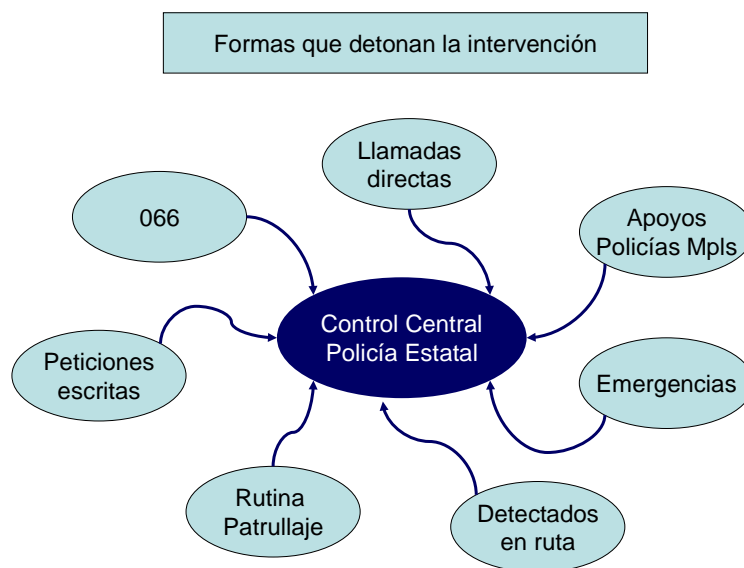 Formas que detonan la intervención
Llamadas
directas
066
Apoyos
Policías Mpls
Control Central
Policía Estatal
Peticiones
escritas
Emergencias
Rutina
Patrullaje
Detectados
en ruta